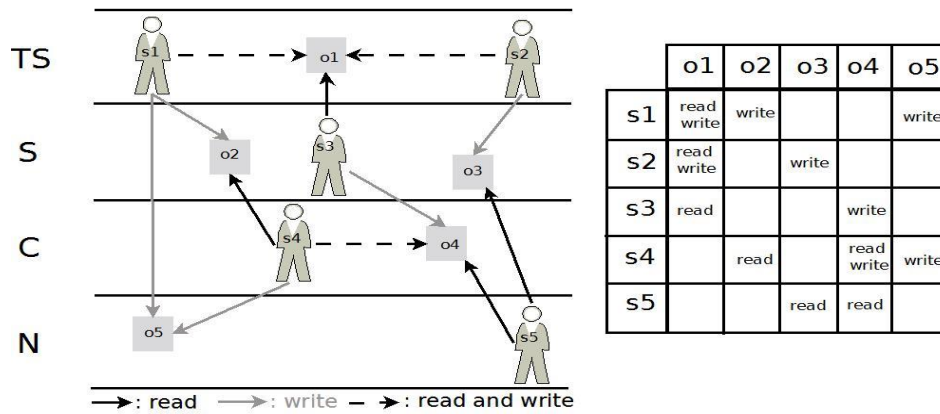 TS
s1
o1
s2
S
o2
s3
o3
C
s4
o4
N
o5
s5
: read : write : read and write
o1 o2 o3 o4 o5
s1 read write write write
s2 read write write
s3 read write
s4 read read write write
s5 read read